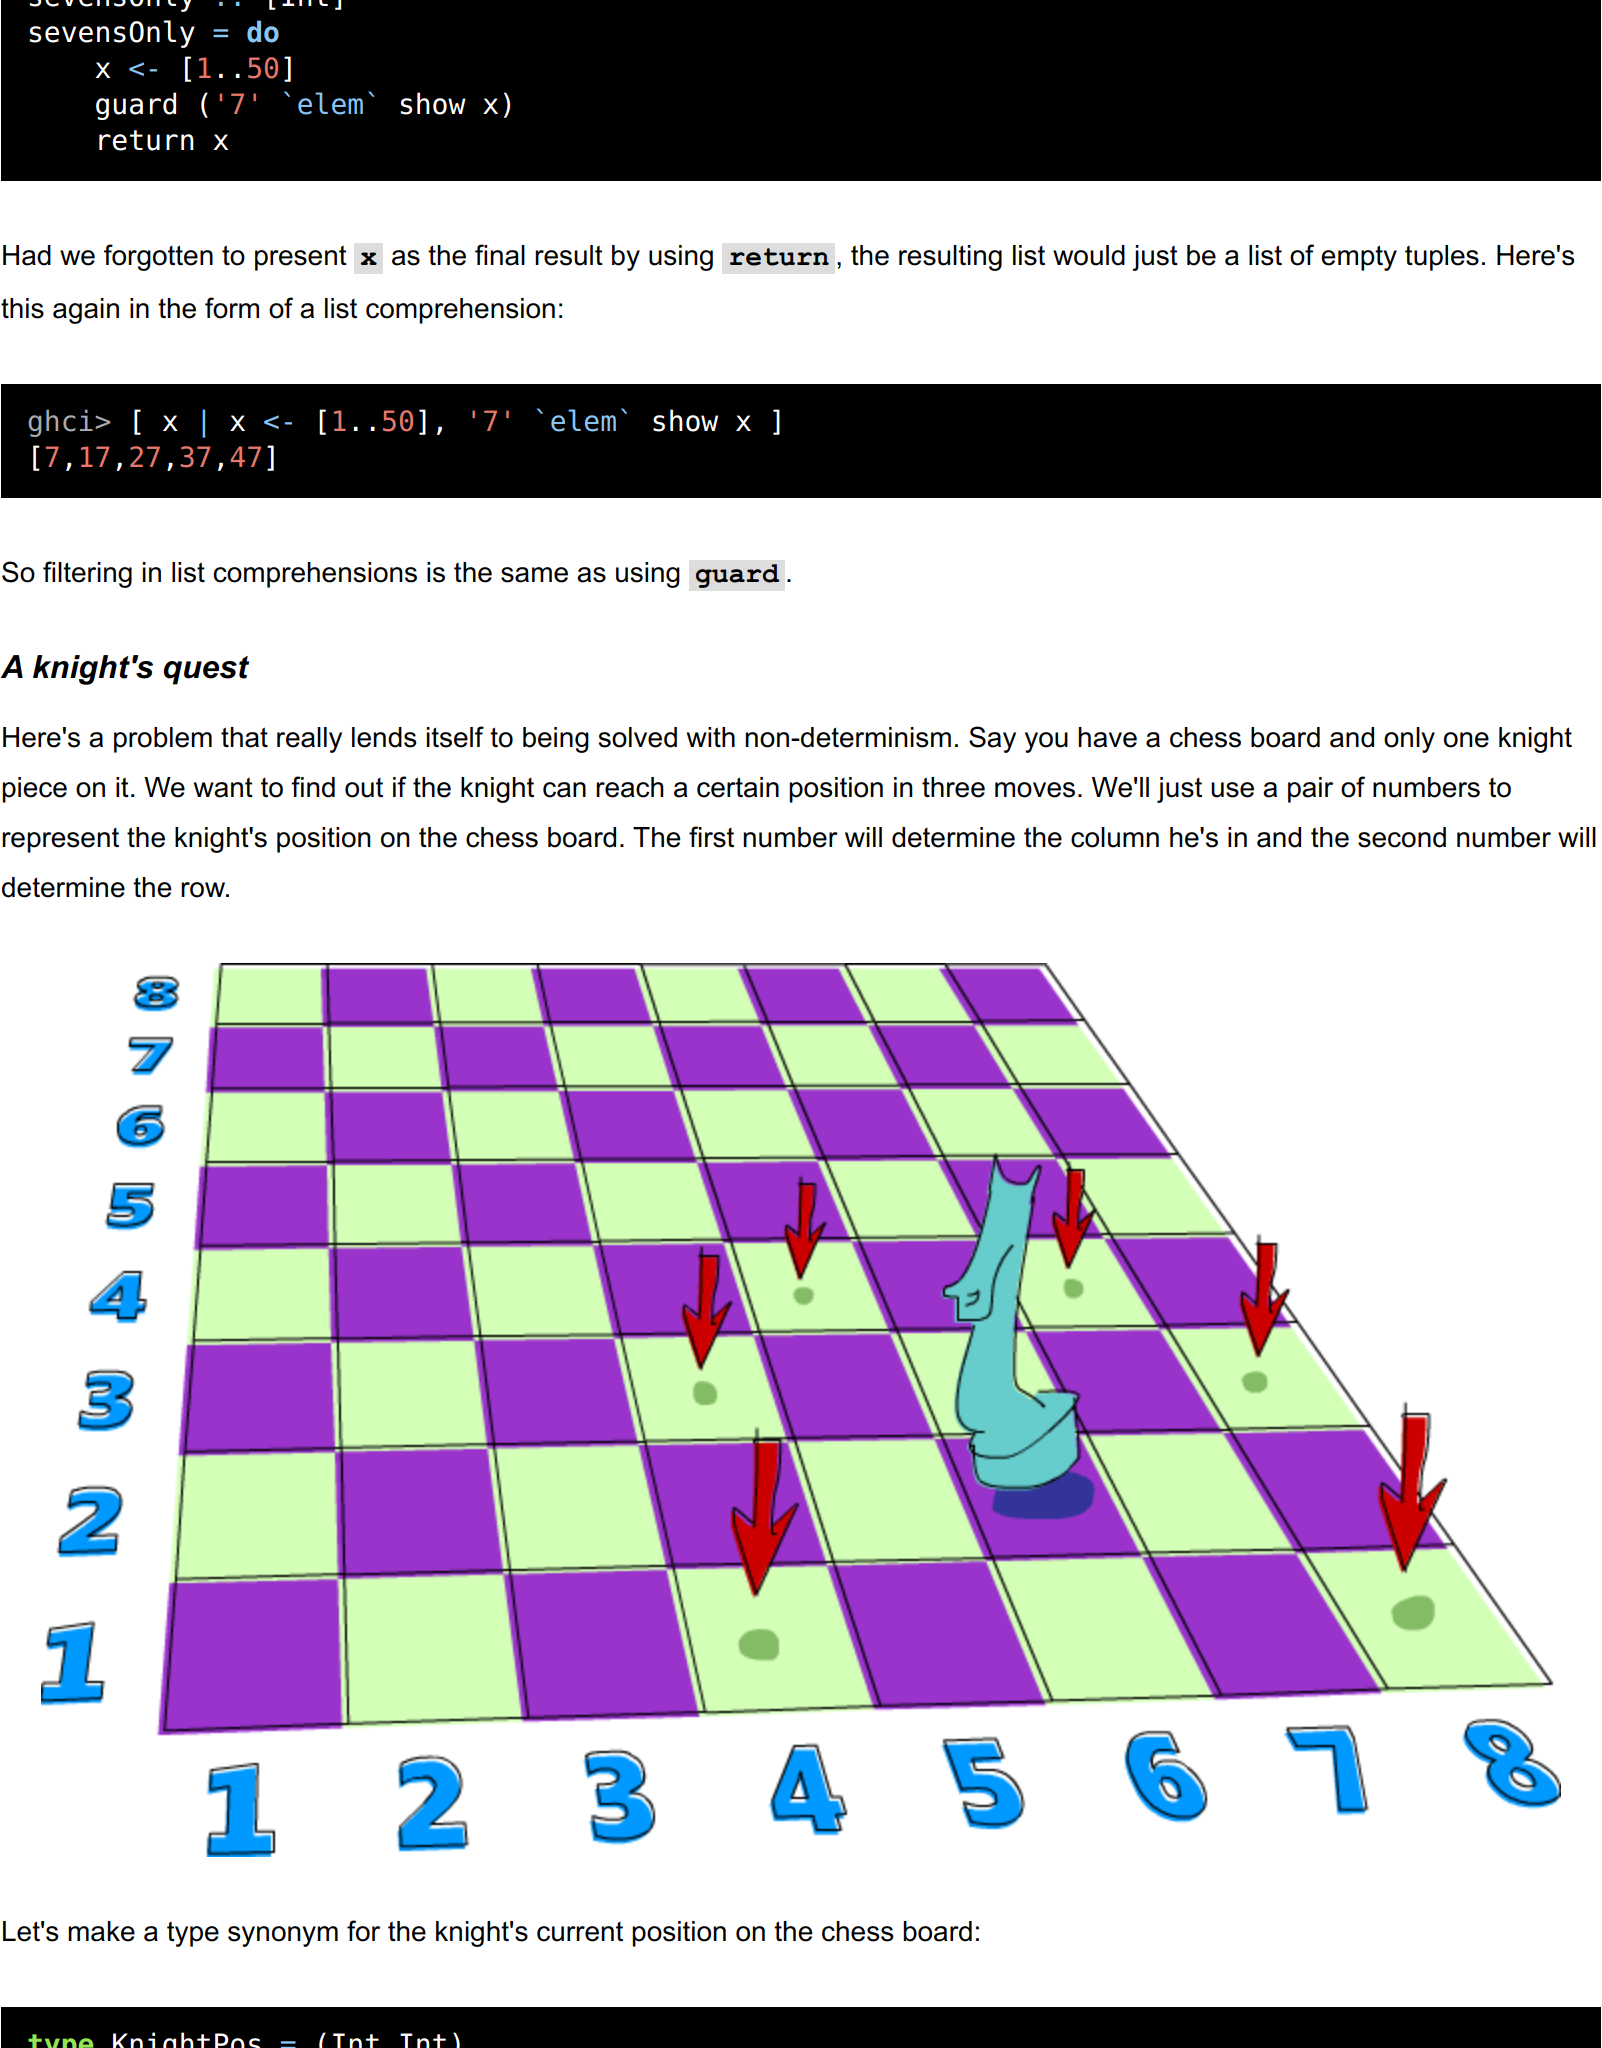 sevensOnly :: [Int]
sevensOnly = do
    x <- [1..50]
    guard ('7' `elem` show x)
    return x
Had we forgotten to present x as the final result by using return, the resulting list would just be a list of empty tuples. Here's
this again in the form of a list comprehension:
ghci> [ x | x <- [1..50], '7' `elem` show x ]
[7,17,27,37,47]
So filtering in list comprehensions is the same as using guard.
A knight's quest
Here's a problem that really lends itself to being solved with non-determinism. Say you have a chess board and only one knight
piece on it. We want to find out if the knight can reach a certain position in three moves. We'll just use a pair of numbers to
represent the knight's position on the chess board. The first number will determine the column he's in and the second number will
determine the row.
8
7
6
5
4
3
2
1
1 2 3 4 5 6 7 8
Let's make a type synonym for the knight's current position on the chess board:
type KnightPos = (Int,Int)